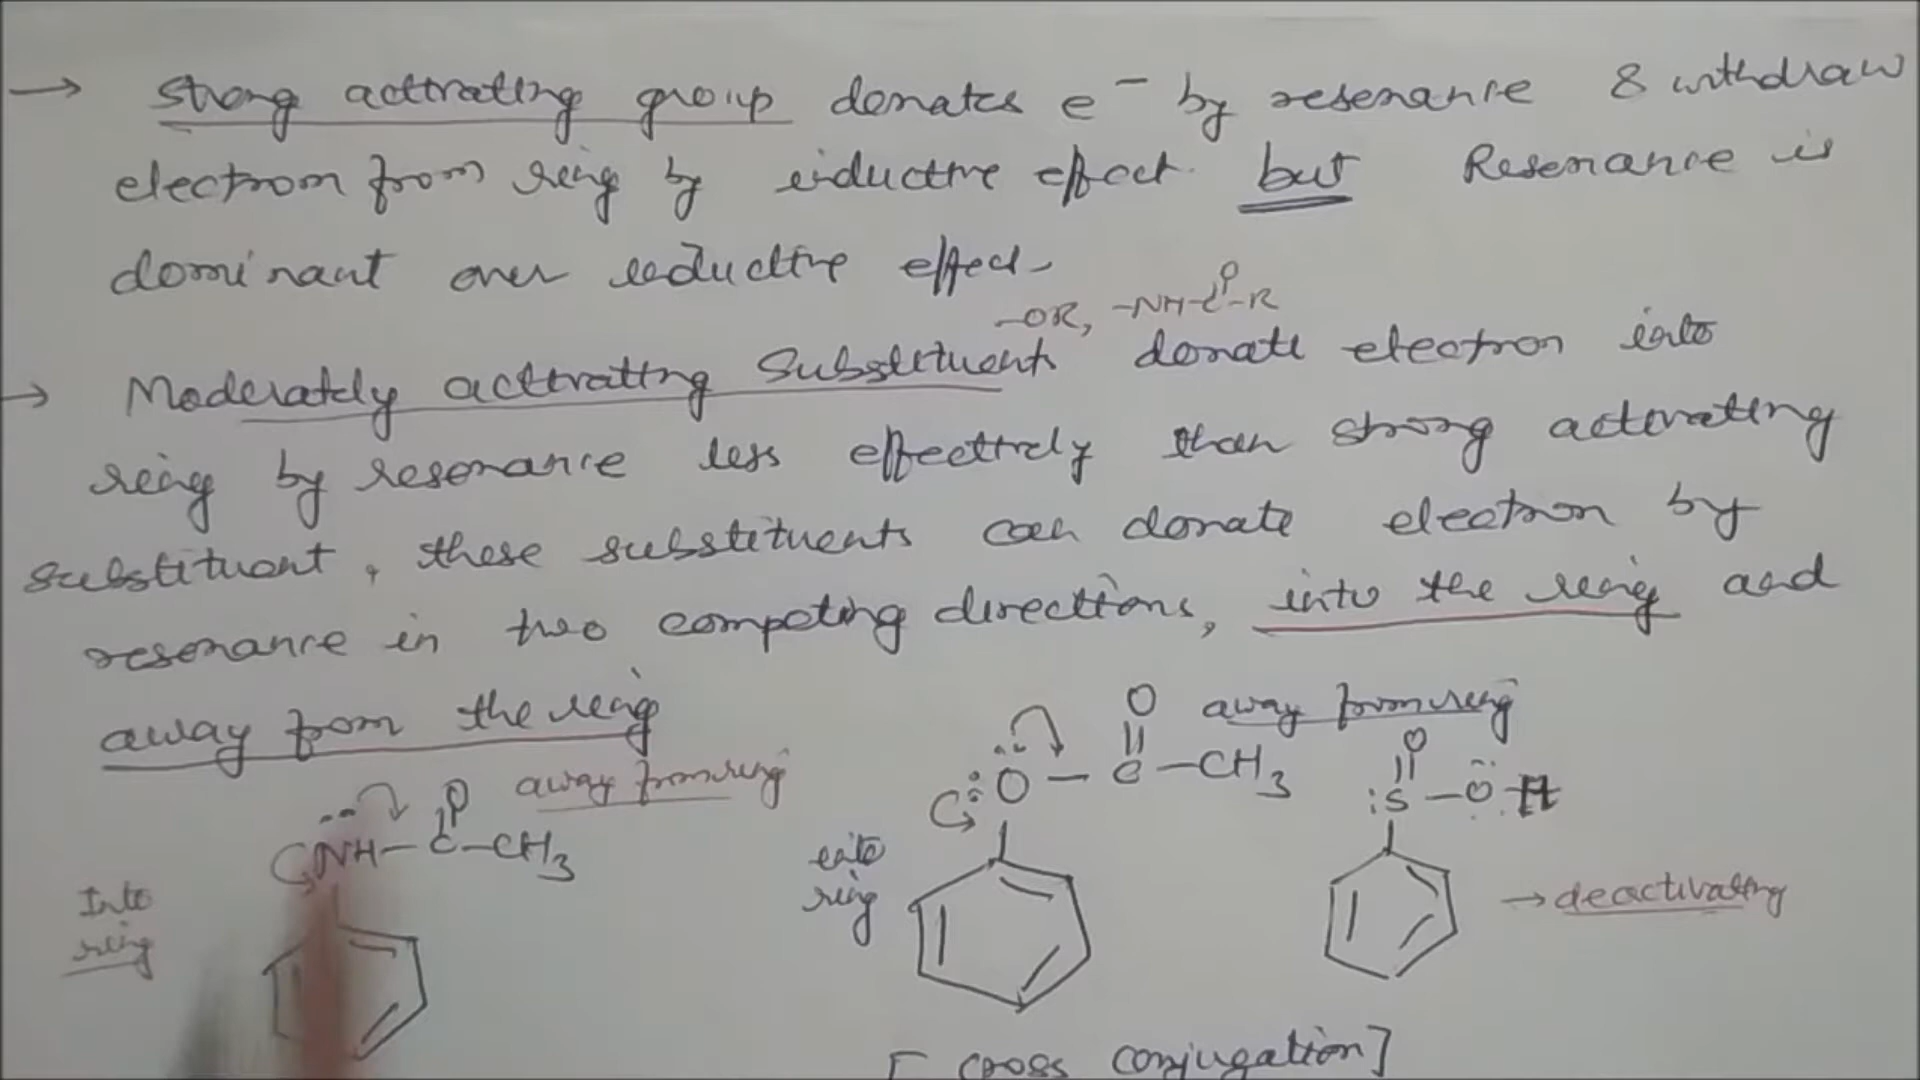 → Strong activating group donates e⁻ by resonance & withdraw
electron from ring by inductive effect. but Resonance is
dominant over inductive effect.
-OR, -NH-C-R
O
→ Moderately activating Substituents donate electron into
ring by resonance less effectively than strong activating
substituent, these substituents can donate electron by
resonance in two competing directions, into the ring and
away from the ring
away from ring
O
NH-C-CH3
Into
ring
away from ring
O
:O-C-CH3
into
ring
O
:S-O-H
→ deactivating
[Cross conjugation]